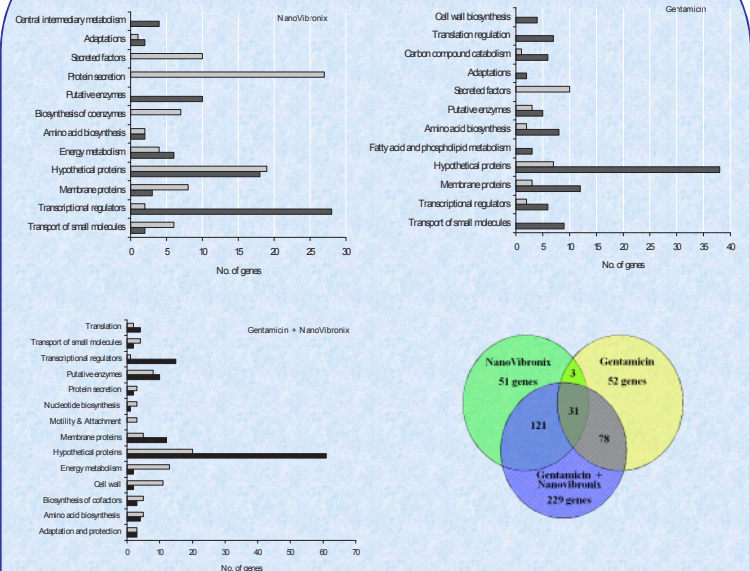 NanoVibronix
Central intermediary metabolism
Adaptations
Secreted factors
Protein secretion
Putative enzymes
Biosynthesis of coenzymes
Amino acid biosynthesis
Energy metabolism
Hypothetical proteins
Membrane proteins
Transcriptional regulators
Transport of small molecules
0 5 10 15 20 25 30
No. of genes
Gentamicin
Cell wall biosynthesis
Translation regulation
Carbon compound catabolism
Adaptations
Secreted factors
Putative enzymes
Amino acid biosynthesis
Fatty acid and phospholipid metabolism
Hypothetical proteins
Membrane proteins
Transcriptional regulators
Transport of small molecules
0 5 10 15 20 25 30 35 40
No. of genes
Gentamicin + NanoVibronix
Translation
Transport of small molecules
Transcriptional regulators
Putative enzymes
Protein secretion
Nucleotide biosynthesis
Motility & Attachment
Membrane proteins
Hypothetical proteins
Energy metabolism
Cell wall
Biosynthesis of cofactors
Amino acid biosynthesis
Adaptation and protection
0 10 20 30 40 50 60 70
No. of genes
NanoVibronix
51 genes
3
Gentamicin
52 genes
31
121
78
Gentamicin +
Nanovibronix
229 genes